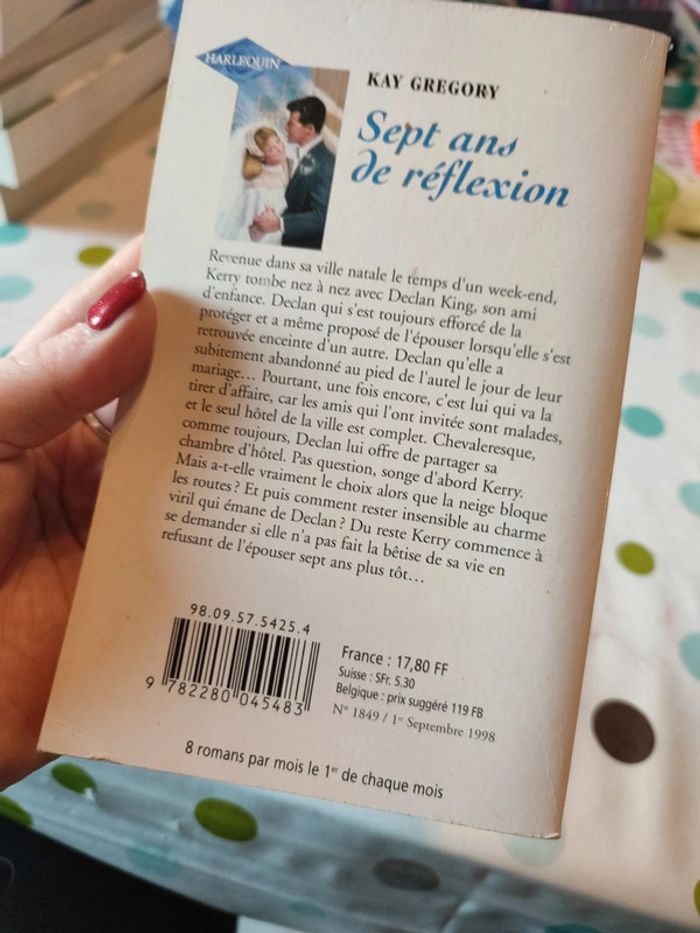 HARLEQUIN
KAY GREGORY
Sept ans
de réflexion
Revenue dans sa ville natale le temps d'un week-end,
Kerry tombe nez à nez avec Declan King, son ami
d'enfance. Declan qui s'est toujours efforcé de la
protéger et a même proposé de l'épouser lorsqu'elle s'est
retrouvée enceinte d'un autre. Declan qu'elle a
subitement abandonné au pied de l'autel le jour de leur
mariage... Pourtant, une fois encore, c'est lui qui va la
tirer d'affaire, car les amis qui l'ont invitée sont malades,
et le seul hôtel de la ville est complet. Chevaleresque,
comme toujours, Declan lui offre de partager sa
chambre d'hôtel. Pas question, songe d'abord Kerry.
Mais a-t-elle vraiment le choix alors que la neige bloque
les routes ? Et puis comment rester insensible au charme
viril qui émane de Declan ? Du reste Kerry commence à
se demander si elle n'a pas fait la bêtise de sa vie en
refusant de l'épouser sept ans plus tôt...
98.09.57.5425.4
9 782280 045483
France : 17,80 FF
Suisse : SFr. 5.30
Belgique : prix suggéré 119 FB
N° 1849 / 1er Septembre 1998
8 romans par mois le 1er de chaque mois